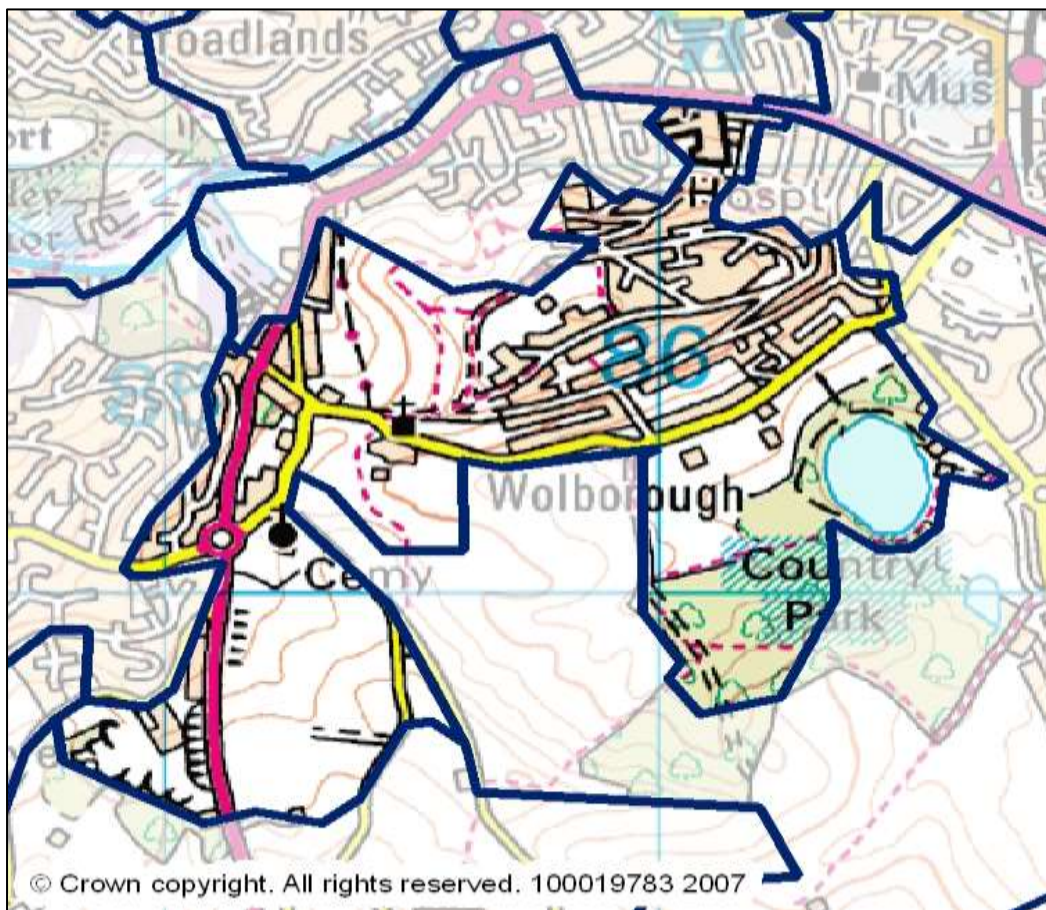 Broadlands
Mus
Hospl
86
Wolborough
Cemy
Country
Park
© Crown copyright. All rights reserved. 100019783 2007